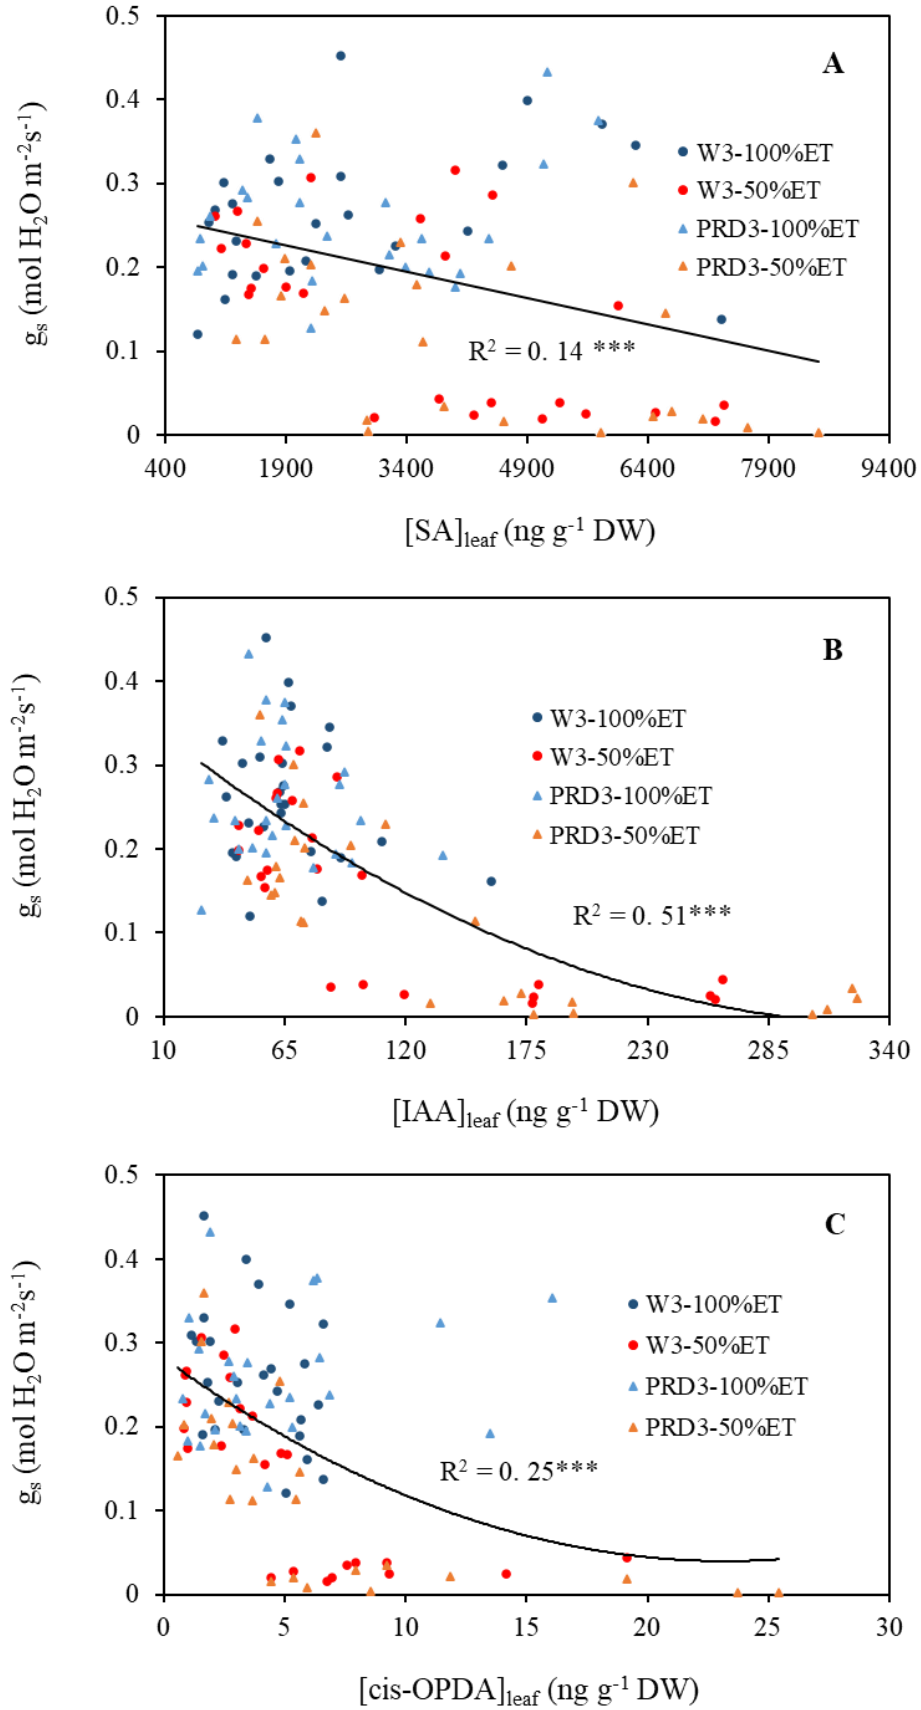 0.5
A
0.4
W3-100%ET
0.3
W3-50%ET
PRD3-100%ET
0.2
PRD3-50%ET
gs (mol H2O m-2s-1)
0.1
R2 = 0. 14 ***
0
400 1900 3400 4900 6400 7900 9400
[SA]leaf (ng g-1 DW)
0.5
B
0.4
W3-100%ET
W3-50%ET
0.3
PRD3-100%ET
PRD3-50%ET
0.2
gs (mol H2O m-2s-1)
R2 = 0. 51***
0.1
0
10 65 120 175 230 285 340
[IAA]leaf (ng g-1 DW)
0.5
C
0.4
W3-100%ET
W3-50%ET
0.3
PRD3-100%ET
PRD3-50%ET
0.2
gs (mol H2O m-2s-1)
R2 = 0. 25***
0.1
0
0 5 10 15 20 25 30
[cis-OPDA]leaf (ng g-1 DW)